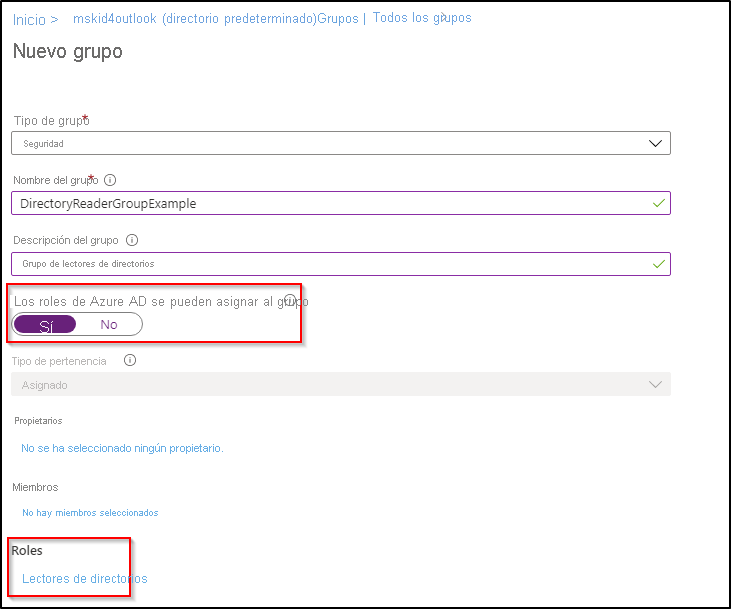 Inicio > mskid4outlook (directorio predeterminado)Grupos | Todos los grupos
Nuevo grupo
Tipo de grupo*
Seguridad
Nombre del grupo*
DirectoryReaderGroupExample
Descripción del grupo
Grupo de lectores de directorios
Los roles de Azure AD se pueden asignar al grupo
Sí No
Tipo de pertenencia
Asignado
Propietarios
No se ha seleccionado ningún propietario.
Miembros
No hay miembros seleccionados
Roles
Lectores de directorios